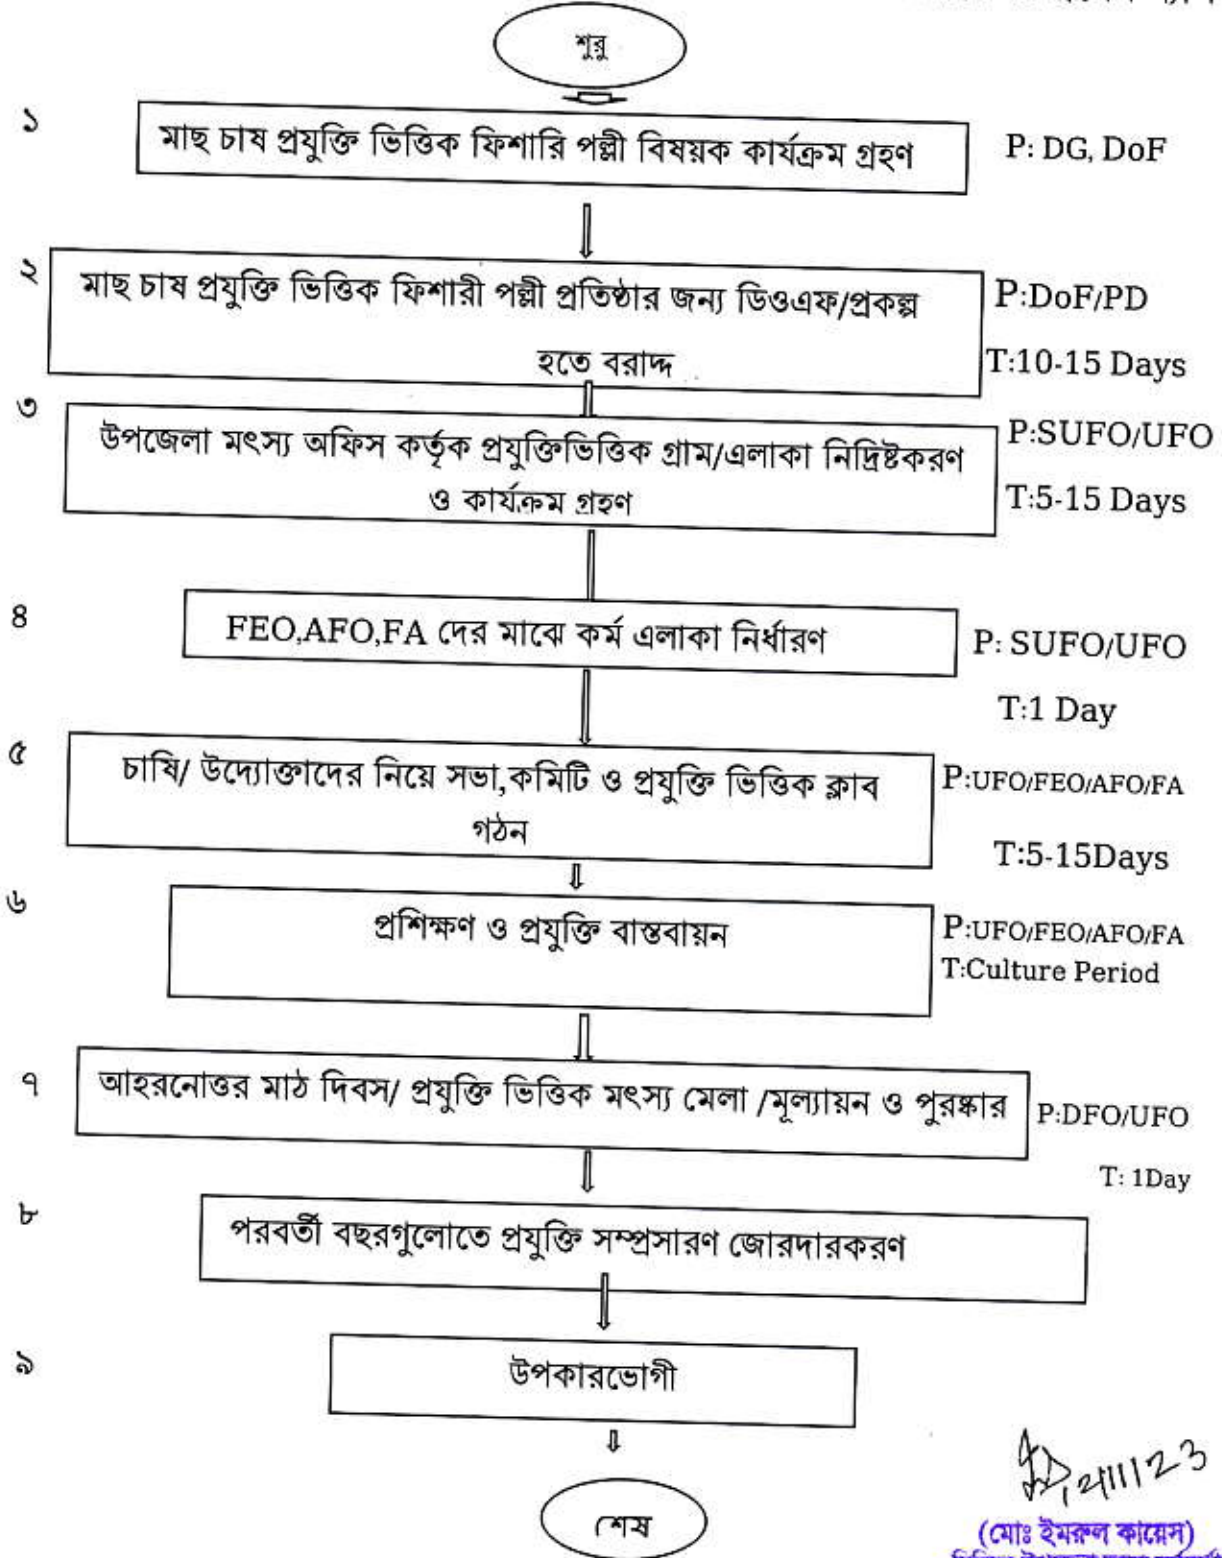 শুরু
১
মাছ চাষ প্রযুক্তি ভিত্তিক ফিশারি পল্লী বিষয়ক কার্যক্রম গ্রহণ
P: DG, DoF
২
মাছ চাষ প্রযুক্তি ভিত্তিক ফিশারী পল্লী প্রতিষ্ঠার জন্য ডিওএফ/প্রকল্প
হতে বরাদ্দ
P:DoF/PD
T:10-15 Days
৩
উপজেলা মৎস্য অফিস কর্তৃক প্রযুক্তিভিত্তিক গ্রাম/এলাকা নিদ্রিষ্টকরণ
ও কার্যক্রম গ্রহণ
P:SUFO/UFO
T:5-15 Days
4
FEO,AFO,FA দের মাঝে কর্ম এলাকা নির্ধারণ
P: SUFO/UFO
T:1 Day
৫
চাষি/ উদ্যোক্তাদের নিয়ে সভা,কমিটি ও প্রযুক্তি ভিত্তিক ক্লাব
গঠন
P:UFO/FEO/AFO/FA
T:5-15Days
৬
প্রশিক্ষণ ও প্রযুক্তি বাস্তবায়ন
P:UFO/FEO/AFO/FA
T:Culture Period
৭
আহরনোত্তর মাঠ দিবস/ প্রযুক্তি ভিত্তিক মৎস্য মেলা /মূল্যায়ন ও পুরষ্কার
P:DFO/UFO
T: 1Day
৮
পরবর্তী বছরগুলোতে প্রযুক্তি সম্প্রসারণ জোরদারকরণ
৯
উপকারভোগী
শেষ
(মোঃ ইমরুল কায়েস)